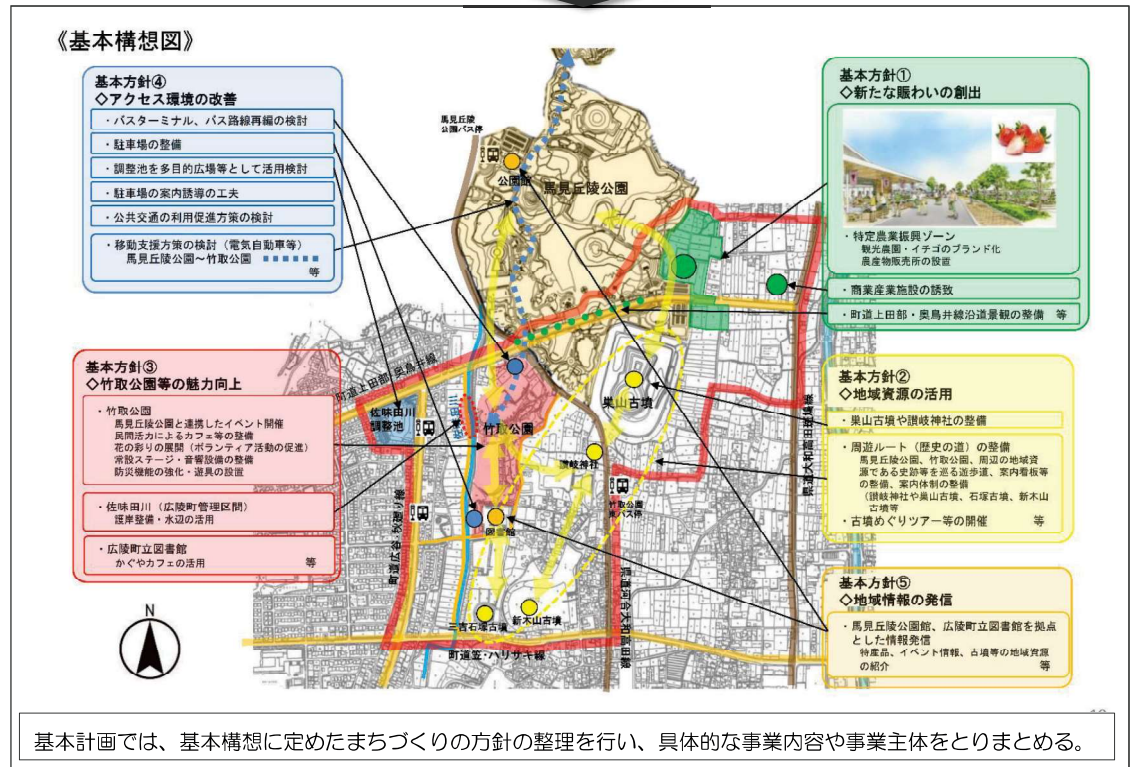 《基本構想図》
基本方針④
◇アクセス環境の改善
・バスターミナル、バス路線再編の検討
・駐車場の整備
・調整池を多目的広場等として活用検討
・駐車場の案内誘導の工夫
・公共交通の利用促進方策の検討
・移動支援方策の検討（電気自動車等）
馬見丘陵公園～竹取公園
等
基本方針③
◇竹取公園等の魅力向上
・竹取公園
馬見丘陵公園と連携したイベント開催
民間活力によるカフェ等の整備
花の彩りの展開（ボランティア活動の促進）
常設ステージ・音響設備の整備
防災機能の強化・遊具の設置
・佐味田川（広陵町管理区間）
護岸整備・水辺の活用
・広陵町立図書館
かぐやカフェの活用 等
N
馬見丘陵
公園バス停
公園館
馬見丘陵公園
町道上田部・奥鳥井線
佐味田川
調整池
佐味田川
竹取公園
巣山古墳
讃岐神社
竹取公園
東バス停
図書館
町道広谷・秋廻り線
三吉石塚古墳
新木山古墳
県道河合大和高田線
町道笠・ハリサキ線
基本方針①
◇新たな賑わいの創出
・特定農業振興ゾーン
観光農園・イチゴのブランド化
農産物販売所の設置
・商業産業施設の誘致
・町道上田部・奥鳥井線沿道景観の整備 等
基本方針②
◇地域資源の活用
・巣山古墳や讃岐神社の整備
・周遊ルート（歴史の道）の整備
馬見丘陵公園、竹取公園、周辺の地域資
源である史跡等を巡る遊歩道、案内看板等
の整備、案内体制の整備
（讃岐神社や巣山古墳、石塚古墳、新木山
古墳等
・古墳めぐりツアー等の開催 等
基本方針⑤
◇地域情報の発信
・馬見丘陵公園館、広陵町立図書館を拠点
とした情報発信
特産品、イベント情報、古墳等の地域資源
の紹介 等
基本計画では、基本構想に定めたまちづくりの方針の整理を行い、具体的な事業内容や事業主体をとりまとめる。